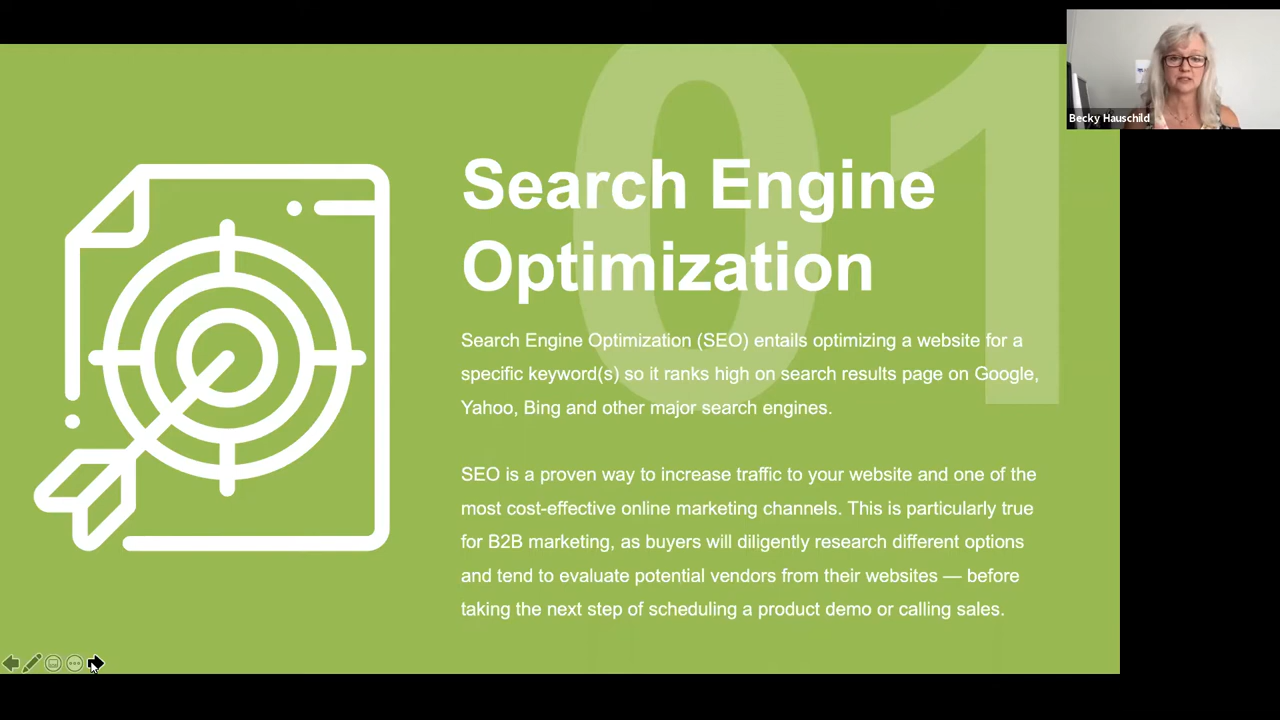 Becky Hauschild
01
Search Engine
Optimization
Search Engine Optimization (SEO) entails optimizing a website for a
specific keyword(s) so it ranks high on search results page on Google,
Yahoo, Bing and other major search engines.
SEO is a proven way to increase traffic to your website and one of the
most cost-effective online marketing channels. This is particularly true
for B2B marketing, as buyers will diligently research different options
and tend to evaluate potential vendors from their websites — before
taking the next step of scheduling a product demo or calling sales.